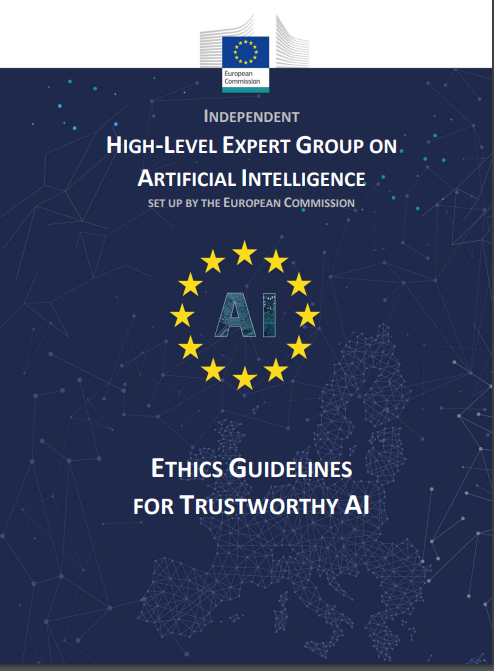 European
Commission
INDEPENDENT
HIGH-LEVEL EXPERT GROUP ON
ARTIFICIAL INTELLIGENCE
SET UP BY THE EUROPEAN COMMISSION
AI
ETHICS GUIDELINES
FOR TRUSTWORTHY AI